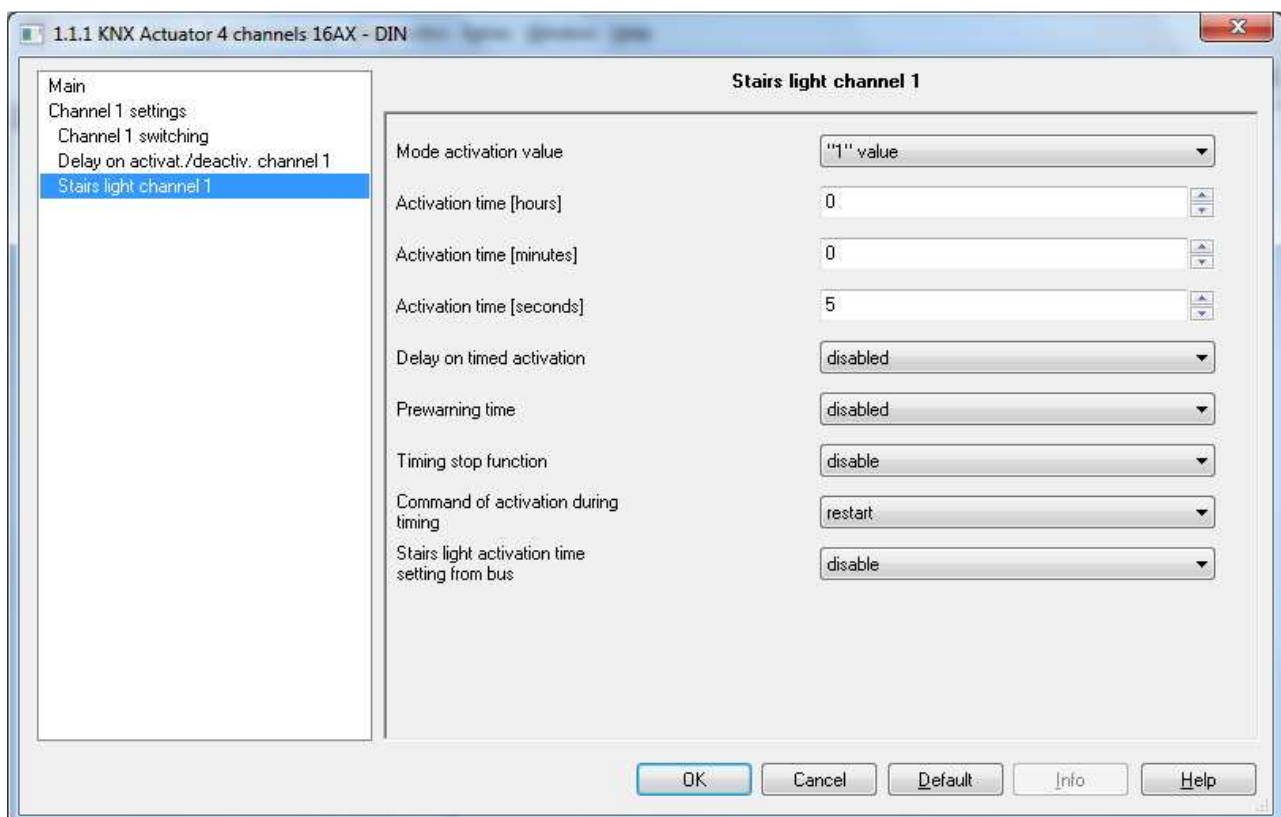 1.1.1 KNX Actuator 4 channels 16AX - DIN
Main
Channel 1 settings
Channel 1 switching
Delay on activat./deactiv. channel 1
Stairs light channel 1
Stairs light channel 1
Mode activation value
"1" value
Activation time [hours]
0
Activation time [minutes]
0
Activation time [seconds]
5
Delay on timed activation
disabled
Prewarning time
disabled
Timing stop function
disable
Command of activation during
timing
restart
Stairs light activation time
setting from bus
disable
OK
Cancel
Default
Info
Help